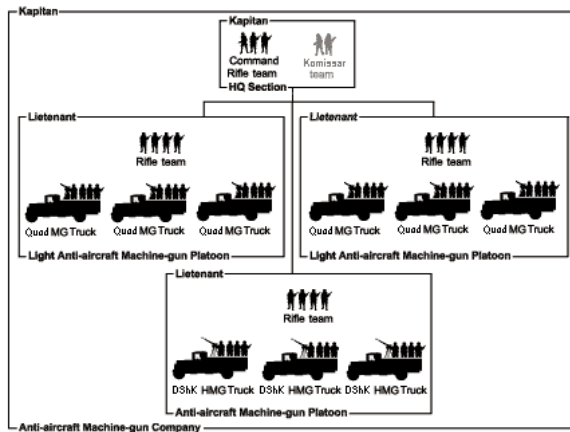 Kapitan
Kapitan
Command
Rifle team
Komissar
team
HQ Section
Lietenant
Rifle team
Quad MG Truck Quad MG Truck Quad MG Truck
Light Anti-aircraft Machine-gun Platoon
Lietenant
Rifle team
Quad MG Truck Quad MG Truck Quad MG Truck
Light Anti-aircraft Machine-gun Platoon
Lietenant
Rifle team
DShK HMG Truck DShK HMG Truck DShK HMG Truck
Anti-aircraft Machine-gun Platoon
Anti-aircraft Machine-gun Company